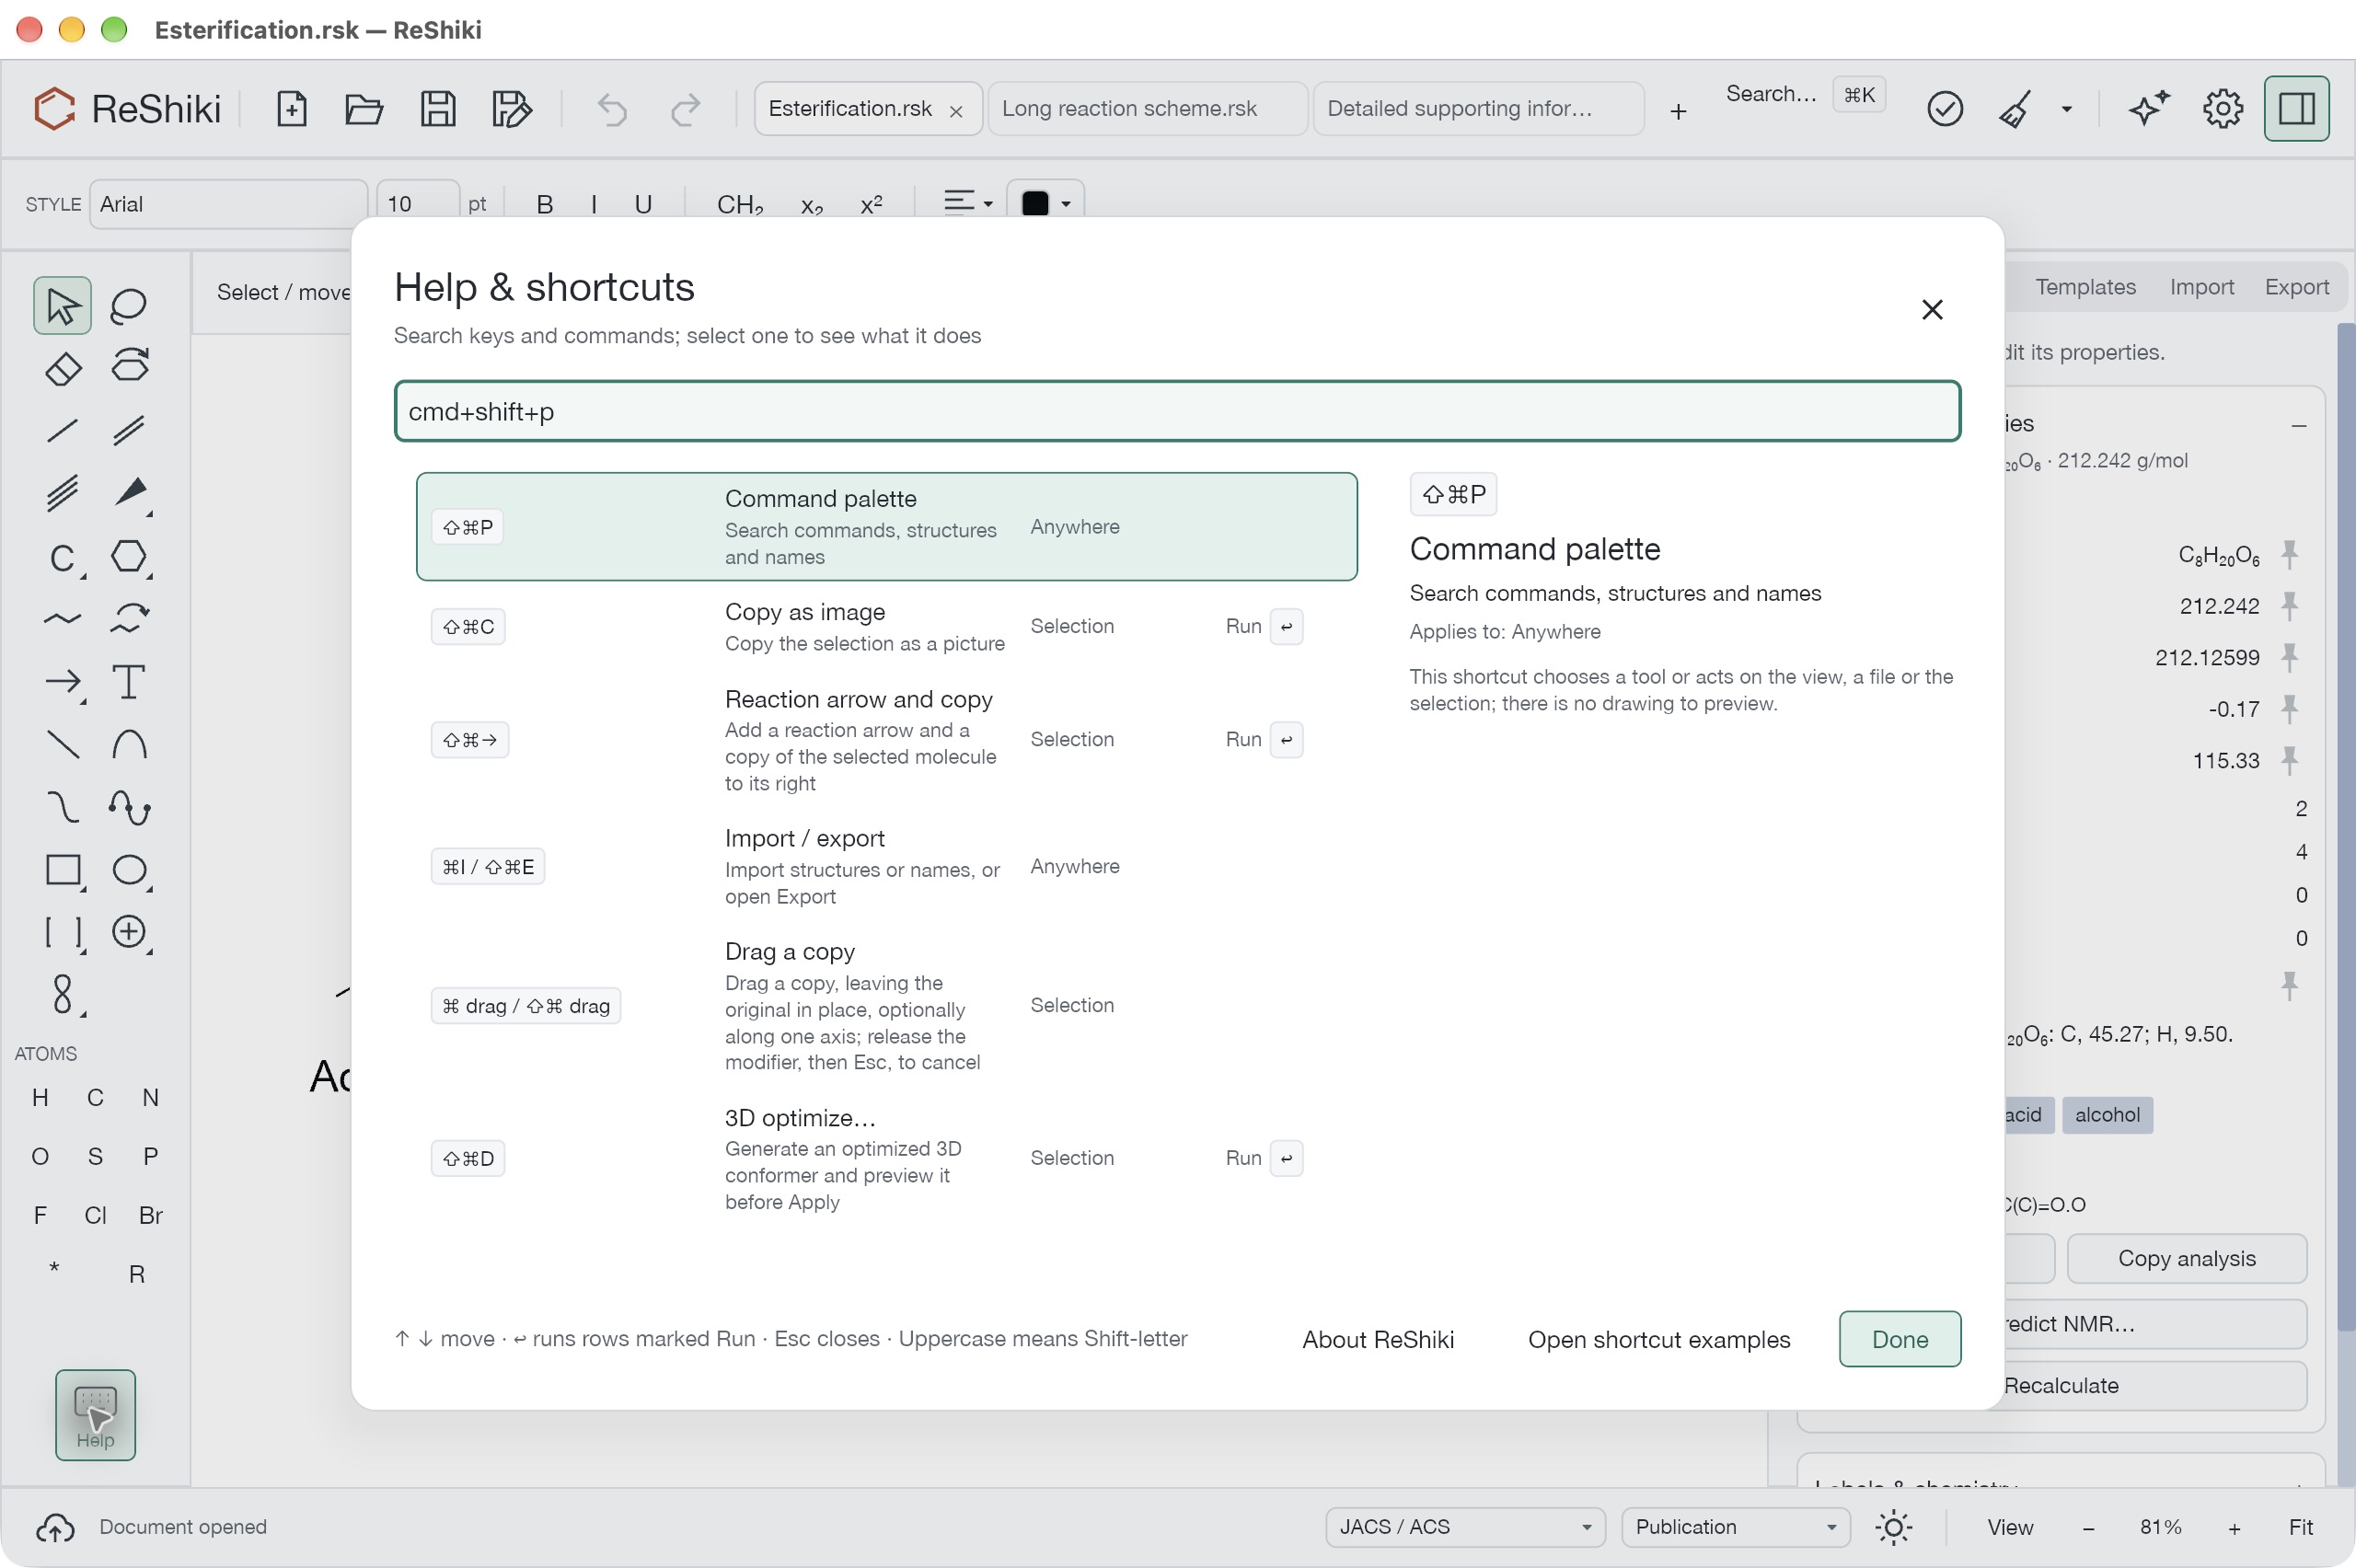 Esterification.rsk — ReShiki
ReShiki
Esterification.rsk ×
Long reaction scheme.rsk
Detailed supporting infor…
+
Search… ⌘K
STYLE Arial 10 pt B I U CH₂ x₂ x²
Select / move
Templates Import Export
Help & shortcuts
Search keys and commands; select one to see what it does
cmd+shift+p
⇧⌘P
Command palette
Search commands, structures
and names
Anywhere
⇧⌘C
Copy as image
Copy the selection as a picture
Selection
Run ↩
⇧⌘→
Reaction arrow and copy
Add a reaction arrow and a
copy of the selected molecule
to its right
Selection
Run ↩
⌘I / ⇧⌘E
Import / export
Import structures or names, or
open Export
Anywhere
⌘ drag / ⇧⌘ drag
Drag a copy
Drag a copy, leaving the
original in place, optionally
along one axis; release the
modifier, then Esc, to cancel
Selection
⇧⌘D
3D optimize…
Generate an optimized 3D
conformer and preview it
before Apply
Selection
Run ↩
⇧⌘P
Command palette
Search commands, structures and names
Applies to: Anywhere
This shortcut chooses a tool or acts on the view, a file or the
selection; there is no drawing to preview.
↑ ↓ move · ↩ runs rows marked Run · Esc closes · Uppercase means Shift-letter
About ReShiki
Open shortcut examples
Done
C
T
ATOMS
H C N
O S P
F Cl Br
* R
Help
its properties.
₂₀O₆ · 212.242 g/mol
C₈H₂₀O₆
212.242
212.12599
-0.17
115.33
2
4
0
0
₂₀O₆: C, 45.27; H, 9.50.
acid
alcohol
(C)=O.O
Copy analysis
NMR…
Recalculate
Document opened
JACS / ACS
Publication
View – 81% + Fit